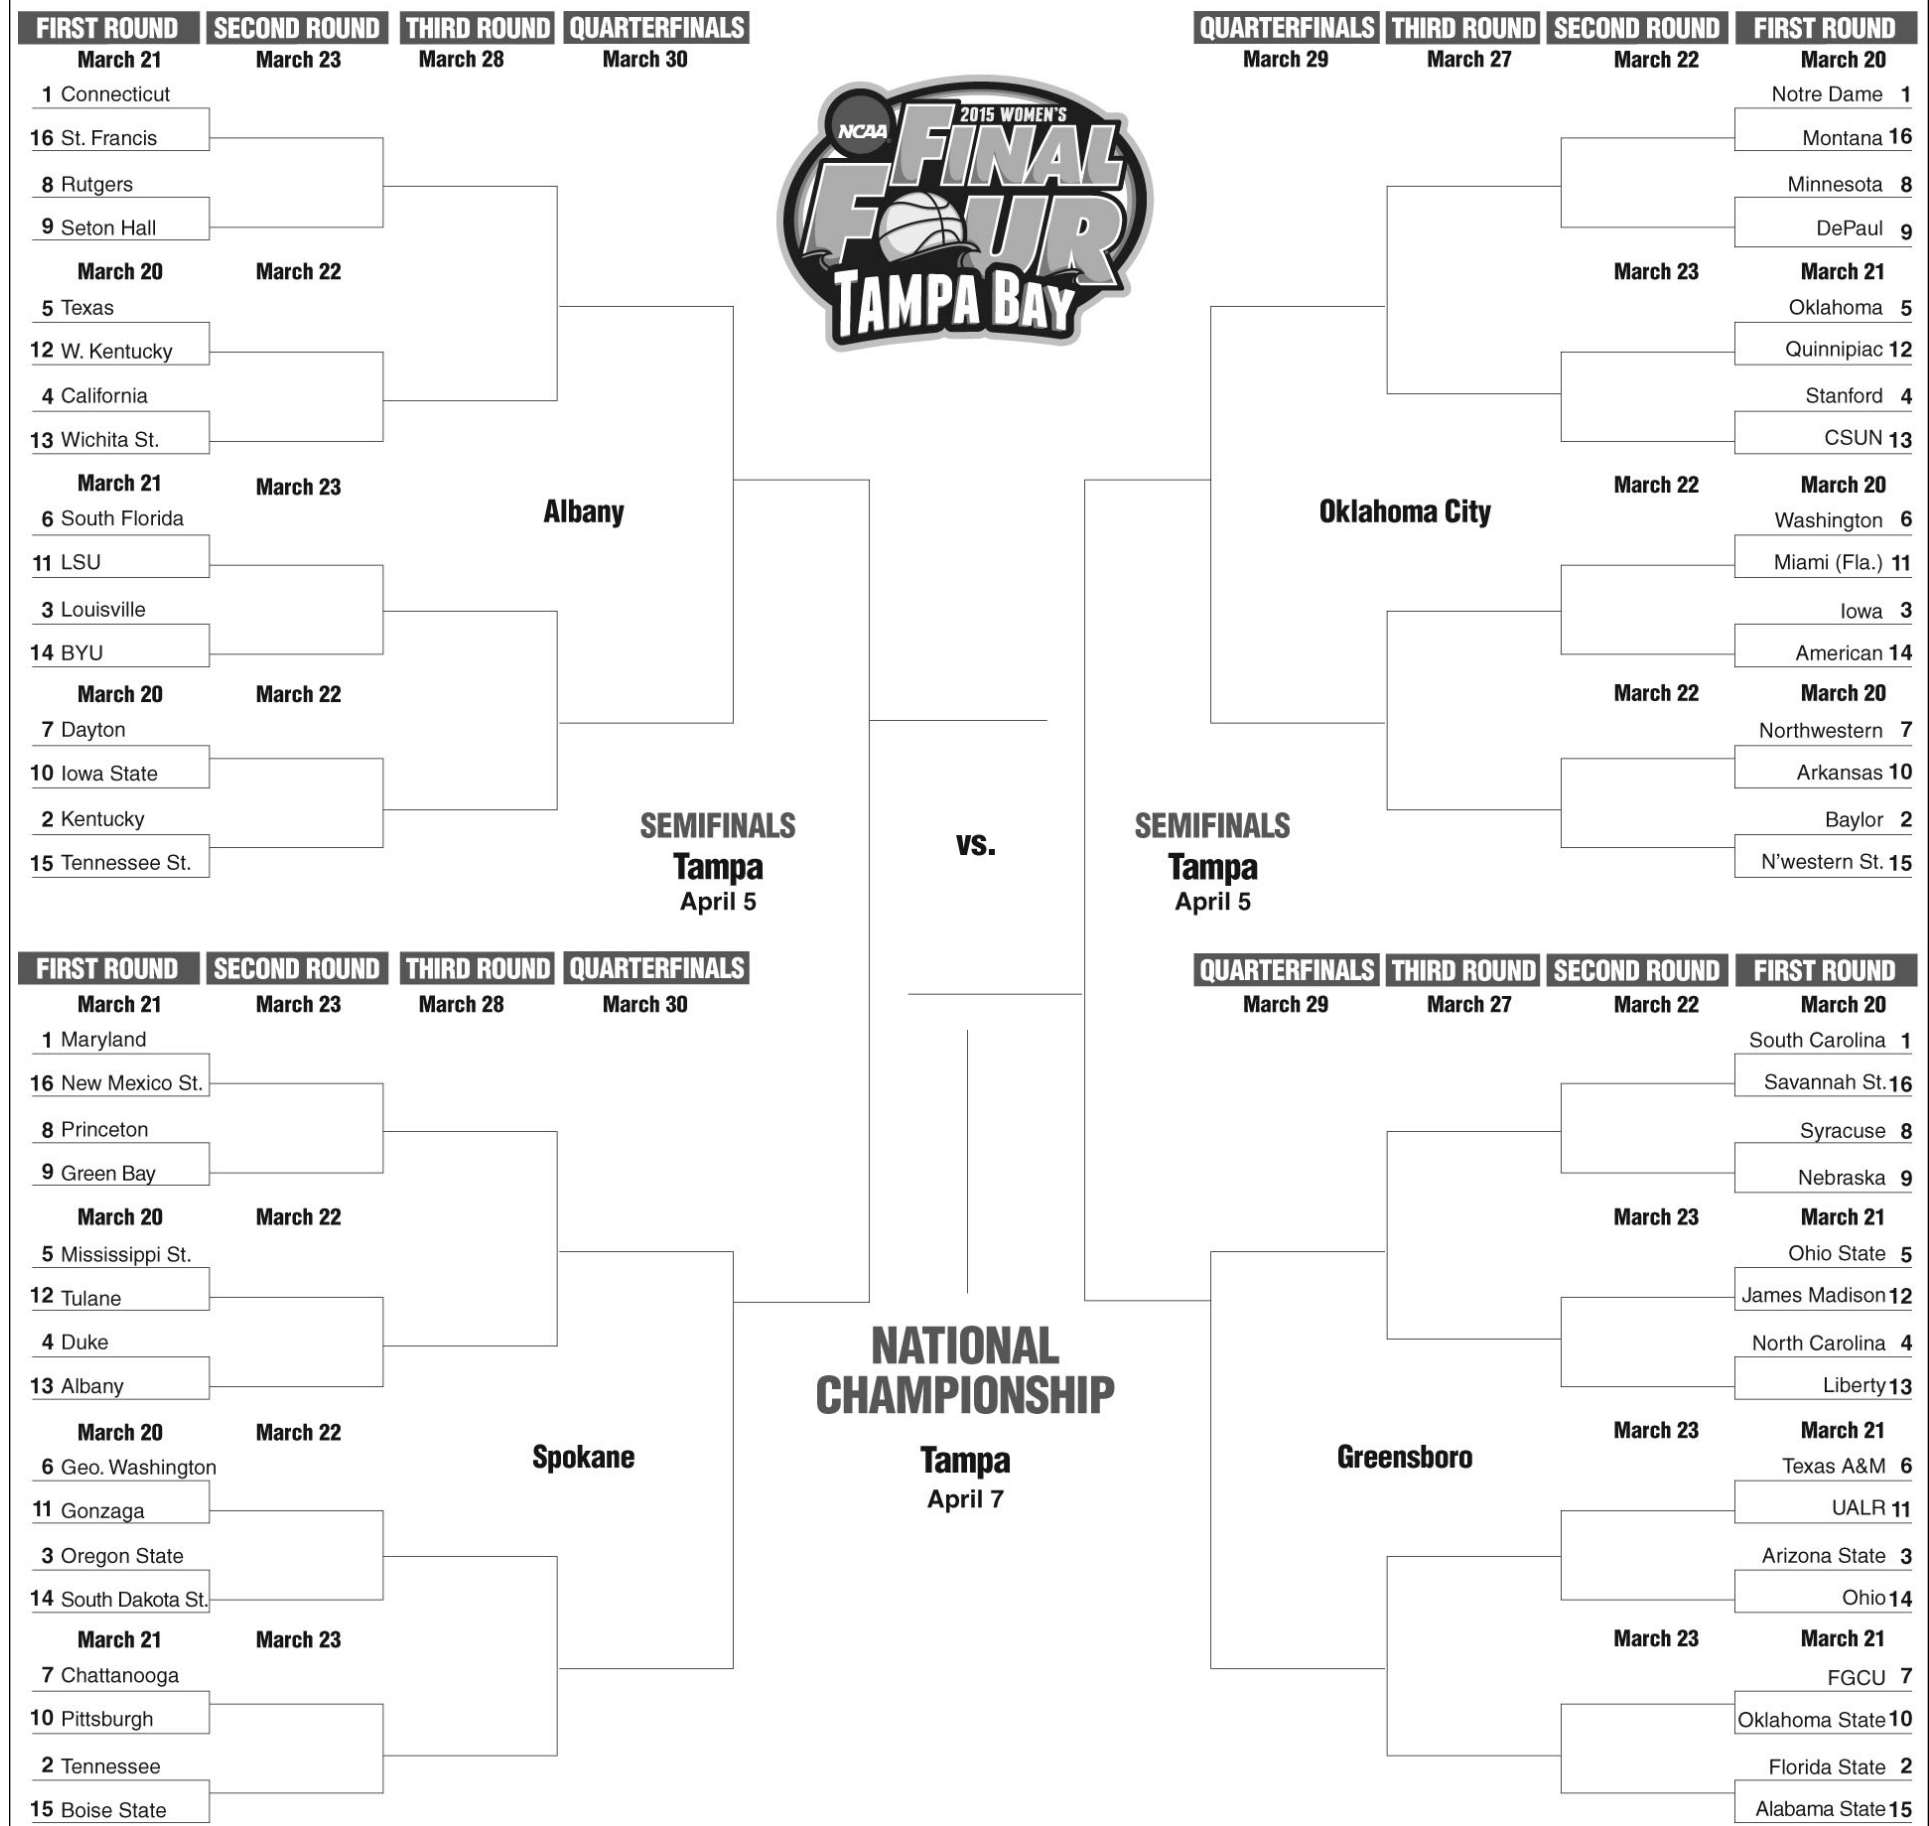 FIRST ROUND SECOND ROUND THIRD ROUND QUARTERFINALS
March 21 March 23 March 28 March 30
1 Connecticut
16 St. Francis
8 Rutgers
9 Seton Hall
March 20 March 22
5 Texas
12 W. Kentucky
4 California
13 Wichita St.
March 21 March 23
6 South Florida
11 LSU
3 Louisville
14 BYU
March 20 March 22
7 Dayton
10 Iowa State
2 Kentucky
15 Tennessee St.
Albany
SEMIFINALS
Tampa
April 5
NCAA
2015 WOMEN'S
FINAL
FOUR
TAMPA BAY
vs.
QUARTERFINALS THIRD ROUND SECOND ROUND FIRST ROUND
March 29 March 27 March 22 March 20
Notre Dame 1
Montana 16
Minnesota 8
DePaul 9
March 23 March 21
Oklahoma 5
Quinnipiac 12
Stanford 4
CSUN 13
March 22 March 20
Washington 6
Miami (Fla.) 11
Iowa 3
American 14
March 22 March 20
Northwestern 7
Arkansas 10
Baylor 2
N'western St. 15
Oklahoma City
SEMIFINALS
Tampa
April 5
FIRST ROUND SECOND ROUND THIRD ROUND QUARTERFINALS
March 21 March 23 March 28 March 30
1 Maryland
16 New Mexico St.
8 Princeton
9 Green Bay
March 20 March 22
5 Mississippi St.
12 Tulane
4 Duke
13 Albany
March 20 March 22
6 Geo. Washington
11 Gonzaga
3 Oregon State
14 South Dakota St.
March 21 March 23
7 Chattanooga
10 Pittsburgh
2 Tennessee
15 Boise State
Spokane
NATIONAL
CHAMPIONSHIP
Tampa
April 7
QUARTERFINALS THIRD ROUND SECOND ROUND FIRST ROUND
March 29 March 27 March 22 March 20
South Carolina 1
Savannah St. 16
Syracuse 8
Nebraska 9
March 23 March 21
Ohio State 5
James Madison 12
North Carolina 4
Liberty 13
March 23 March 21
Texas A&M 6
UALR 11
Arizona State 3
Ohio 14
March 23 March 21
FGCU 7
Oklahoma State 10
Florida State 2
Alabama State 15
Greensboro